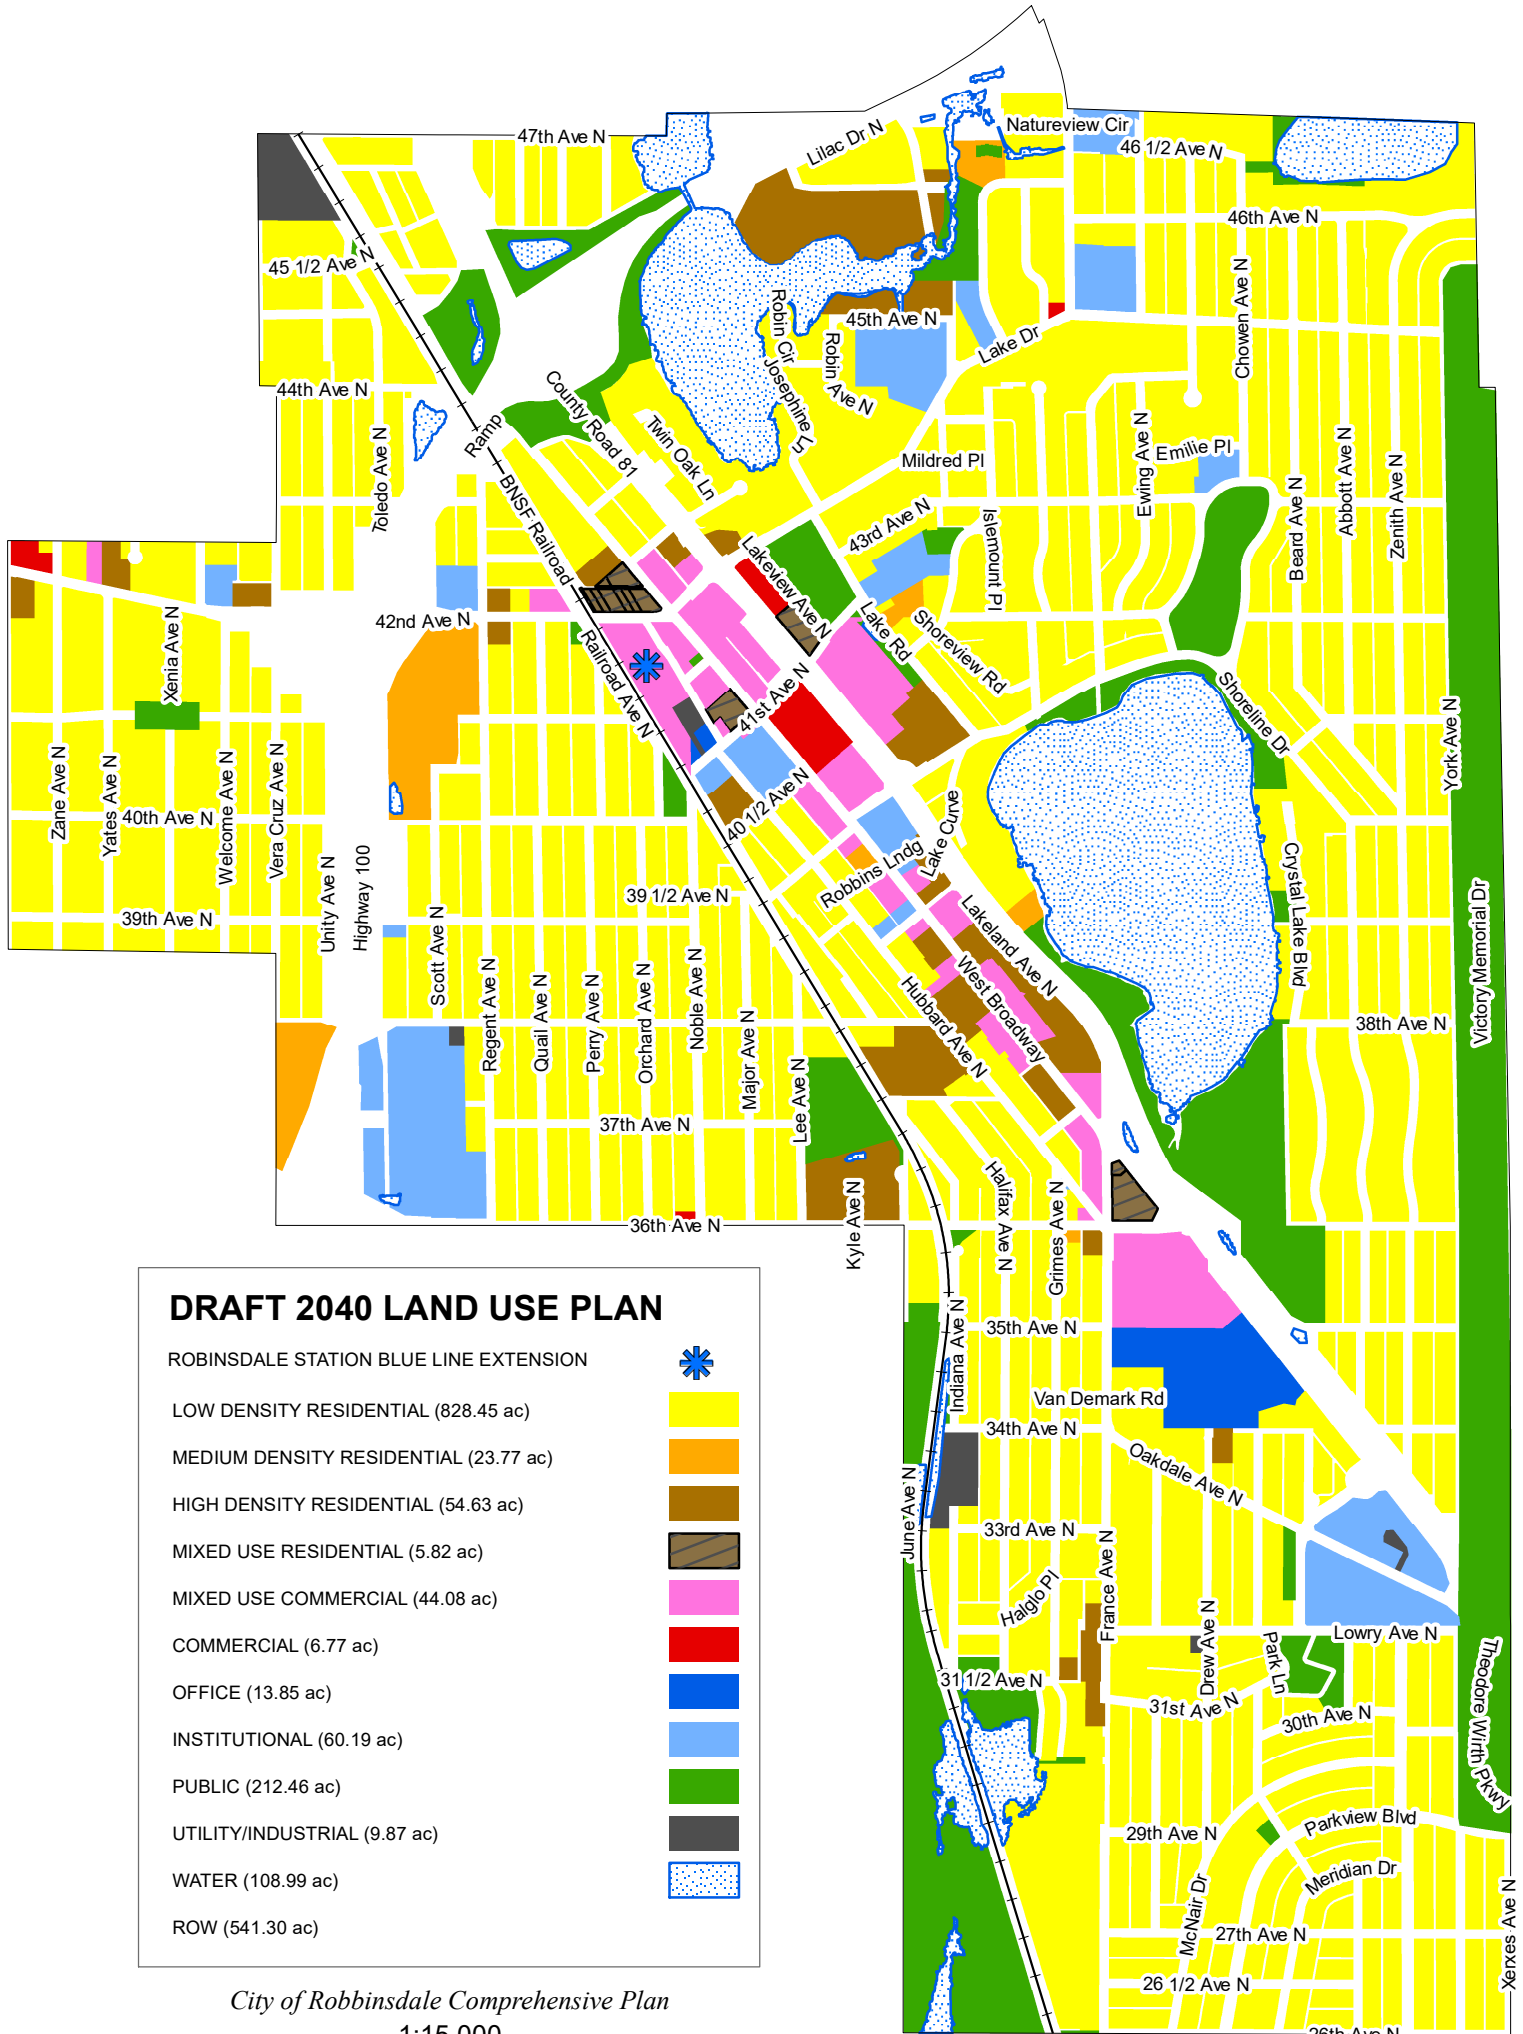 47th Ave N
Lilac Dr N
Natureview Cir
46 1/2 Ave N
46th Ave N
45 1/2 Ave N
Robin Cir
45th Ave N
Robin Ave N
Lake Dr
Chowen Ave N
Josephine Ln
44th Ave N
Ramp
County Road 81
Twin Oak Ln
Mildred Pl
Ewing Ave N
Emilie Pl
Toledo Ave N
BNSF Railroad
43rd Ave N
Islemount Pl
Beard Ave N
Abbott Ave N
Zenith Ave N
Lakeview Ave N
42nd Ave N
Railroad Ave N
Lake Rd
Shoreview Rd
Xenia Ave N
41st Ave N
Shoreline Dr
York Ave N
Zane Ave N
Yates Ave N
40th Ave N
Welcome Ave N
Vera Cruz Ave N
40 1/2 Ave N
Lake Curve
Robbins Lndg
Crystal Lake Blvd
39th Ave N
Unity Ave N
Highway 100
39 1/2 Ave N
Scott Ave N
Regent Ave N
Quail Ave N
Perry Ave N
Orchard Ave N
Noble Ave N
Major Ave N
Lee Ave N
Hubbard Ave N
West Broadway
Lakeland Ave N
38th Ave N
Victory Memorial Dr
37th Ave N
36th Ave N
Kyle Ave N
Halifax Ave N
Grimes Ave N
Indiana Ave N
35th Ave N
Van Demark Rd
34th Ave N
Oakdale Ave N
June Ave N
33rd Ave N
France Ave N
Halglo Pl
Lowry Ave N
Drew Ave N
Park Ln
31 1/2 Ave N
31st Ave N
30th Ave N
Theodore Wirth Pkwy
29th Ave N
Parkview Blvd
Meridian Dr
McNair Dr
27th Ave N
26 1/2 Ave N
Xerxes Ave N
26th Ave N
DRAFT 2040 LAND USE PLAN
ROBINSDALE STATION BLUE LINE EXTENSION
LOW DENSITY RESIDENTIAL (828.45 ac)
MEDIUM DENSITY RESIDENTIAL (23.77 ac)
HIGH DENSITY RESIDENTIAL (54.63 ac)
MIXED USE RESIDENTIAL (5.82 ac)
MIXED USE COMMERCIAL (44.08 ac)
COMMERCIAL (6.77 ac)
OFFICE (13.85 ac)
INSTITUTIONAL (60.19 ac)
PUBLIC (212.46 ac)
UTILITY/INDUSTRIAL (9.87 ac)
WATER (108.99 ac)
ROW (541.30 ac)
City of Robbinsdale Comprehensive Plan
1:15,000